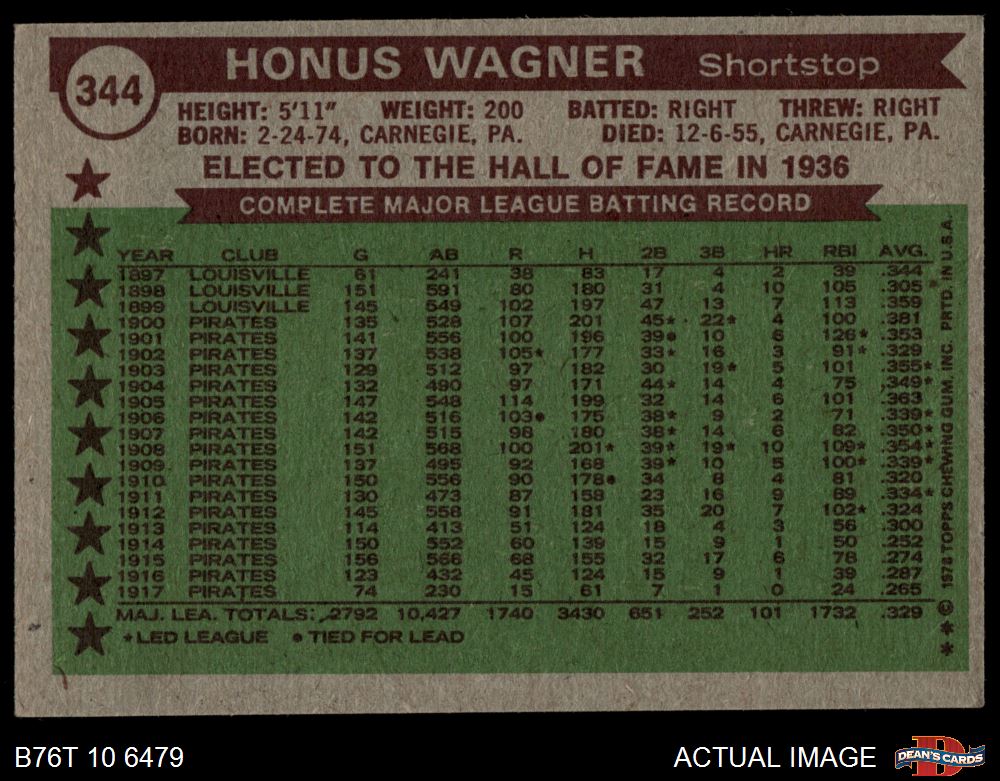 344
HONUS WAGNER Shortstop
HEIGHT: 5'11" WEIGHT: 200 BATTED: RIGHT THREW: RIGHT
BORN: 2-24-74, CARNEGIE, PA. DIED: 12-6-55, CARNEGIE, PA.
ELECTED TO THE HALL OF FAME IN 1936
COMPLETE MAJOR LEAGUE BATTING RECORD
YEAR CLUB G AB R H 2B 3B HR RBI AVG.
1897 LOUISVILLE 61 241 38 83 17 4 2 39 .344
1898 LOUISVILLE 151 591 80 180 31 4 10 105 .305
1899 LOUISVILLE 145 549 102 197 47 13 7 113 .359
1900 PIRATES 135 528 107 201 45* 22* 4 100 .381
1901 PIRATES 141 556 100 196 39• 10 6 126* .353
1902 PIRATES 137 538 105* 177 33* 16 3 91* .329
1903 PIRATES 129 512 97 182 30 19* 5 101 .355*
1904 PIRATES 132 490 97 171 44* 14 4 75 .349*
1905 PIRATES 147 548 114 199 32 14 6 101 .363
1906 PIRATES 142 516 103• 175 38* 9 2 71 .339*
1907 PIRATES 142 515 98 180 38* 14 6 82 .350*
1908 PIRATES 151 568 100 201* 39* 19* 10 109* .354*
1909 PIRATES 137 495 92 168 39* 10 5 100* .339*
1910 PIRATES 150 556 90 178• 34 8 4 81 .320
1911 PIRATES 130 473 87 158 23 16 9 89 .334*
1912 PIRATES 145 558 91 181 35 20 7 102* .324
1913 PIRATES 114 413 51 124 18 4 3 56 .300
1914 PIRATES 150 552 60 139 15 9 1 50 .252
1915 PIRATES 156 566 68 155 32 17 6 78 .274
1916 PIRATES 123 432 45 124 15 9 1 39 .287
1917 PIRATES 74 230 15 61 7 1 0 24 .265
MAJ. LEA. TOTALS: 2792 10,427 1740 3430 651 252 101 1732 .329
*LED LEAGUE •TIED FOR LEAD
**© 1976 TOPPS CHEWING GUM, INC. PRTD. IN U.S.A.
B76T 10 6479
ACTUAL IMAGE
D
DEAN'S CARDS